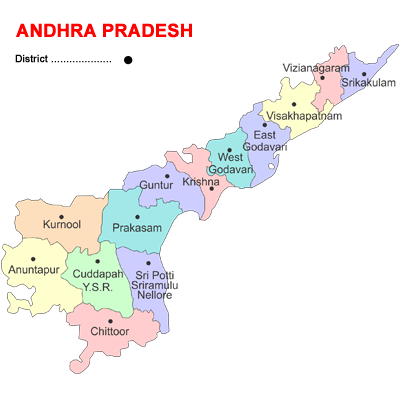 ANDHRA PRADESH
District ....................
Vizianagaram
Srikakulam
Visakhapatnam
East
Godavari
West
Godavari
Krishna
Guntur
Kurnool
Prakasam
Anuntapur
Cuddapah
Y.S.R.
Sri Potti
Sriramulu
Nellore
Chittoor